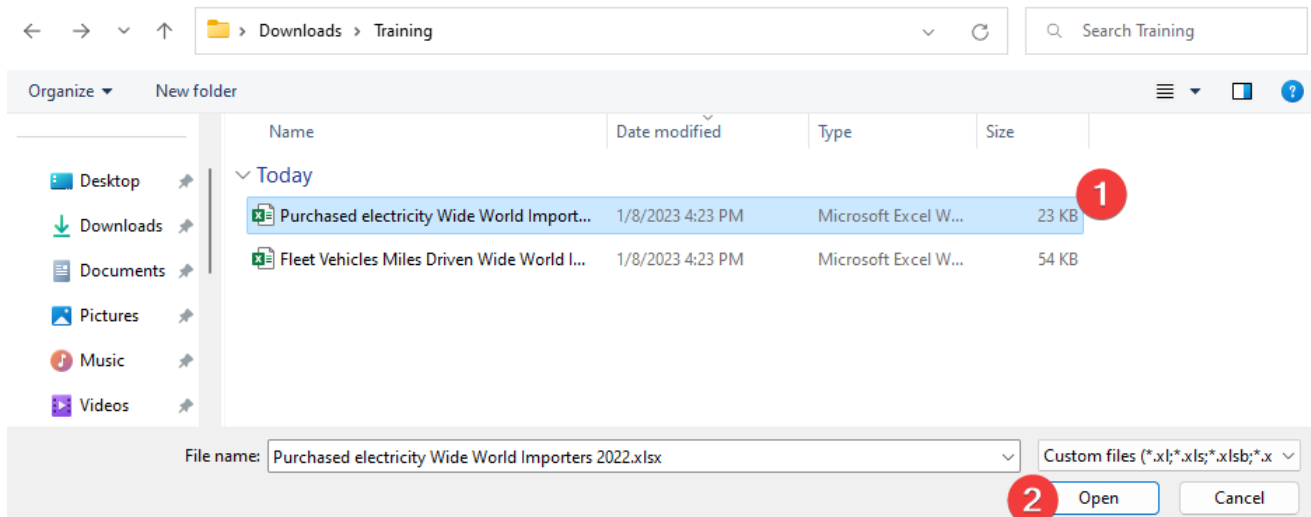 Downloads > Training
Search Training
Organize
New folder
Name Date modified Type Size
Today
Purchased electricity Wide World Import... 1/8/2023 4:23 PM Microsoft Excel W... 23 KB
1
Fleet Vehicles Miles Driven Wide World I... 1/8/2023 4:23 PM Microsoft Excel W... 54 KB
Desktop
Downloads
Documents
Pictures
Music
Videos
File name: Purchased electricity Wide World Importers 2022.xlsx
Custom files (*.xl;*.xls;*.xlsb;*.x
2
Open
Cancel